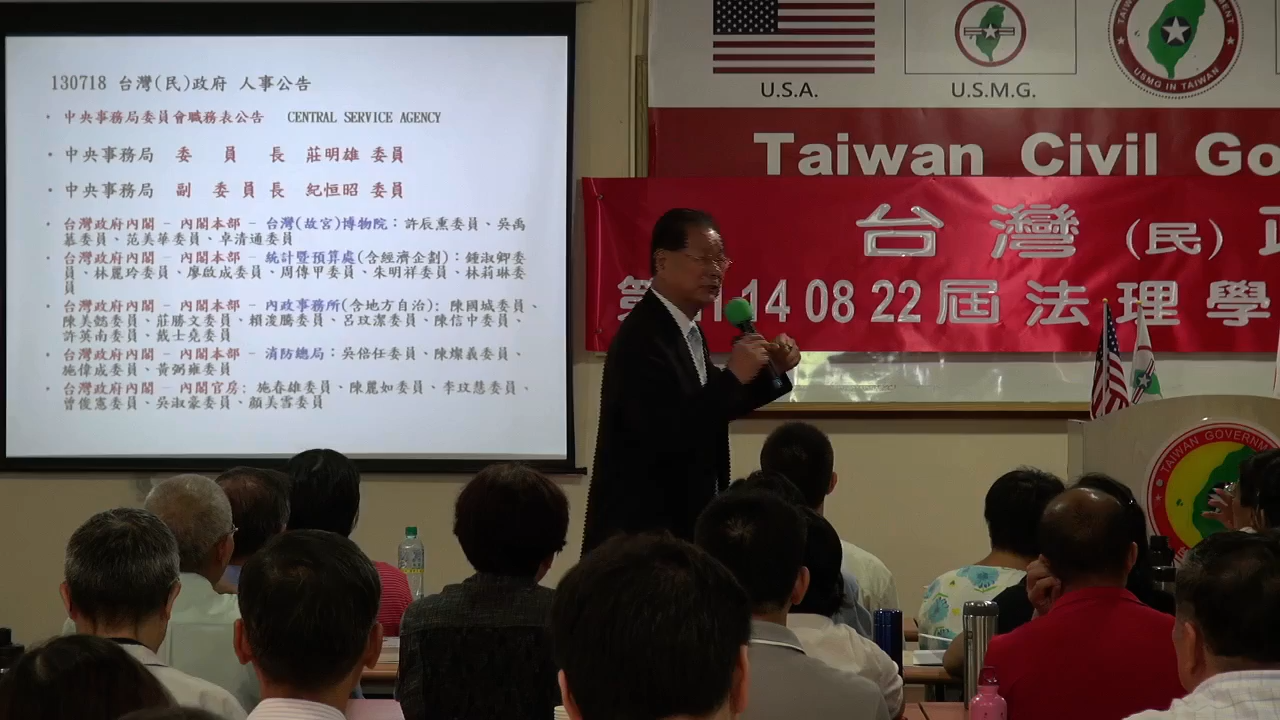 130718 台灣(民)政府 人事公告
• 中央事務局委員會職務表公告 CENTRAL SERVICE AGENCY
• 中央事務局 委 員 長 莊明雄 委員
• 中央事務局 副 委 員 長 紀恒昭 委員
• 台灣政府內閣 – 內閣本部 – 台灣(故宮)博物院：許辰熏委員、吳禹
慕委員、范美華委員、卓清通委員
• 台灣政府內閣 – 內閣本部 – 統計暨預算處(含經濟企劃)：鍾淑卿委
員、林麗玲委員、廖啟成委員、周傳甲委員、朱明祥委員、林莉琳委
員
• 台灣政府內閣 – 內閣本部 – 內政事務所(含地方自治)：陳國城委員、
陳美鶴委員、莊勝文委員、賴浚騰委員、呂玟潔委員、陳信中委員、
許英南委員、戴士堯委員
• 台灣政府內閣 – 內閣本部 – 消防總局：吳倍任委員、陳燦義委員、
施偉成委員、黃弼雍委員
• 台灣政府內閣 – 內閣官房：施春雄委員、陳麗如委員、李玟慧委員、
曾俊憲委員、吳淑豪委員、顏美雪委員
U.S.A.
U.S.M.G.
USMG IN TAIWAN
Taiwan Civil Go
台灣(民)政
第 14 08 22 屆法理學
TAIWAN GOVERNM